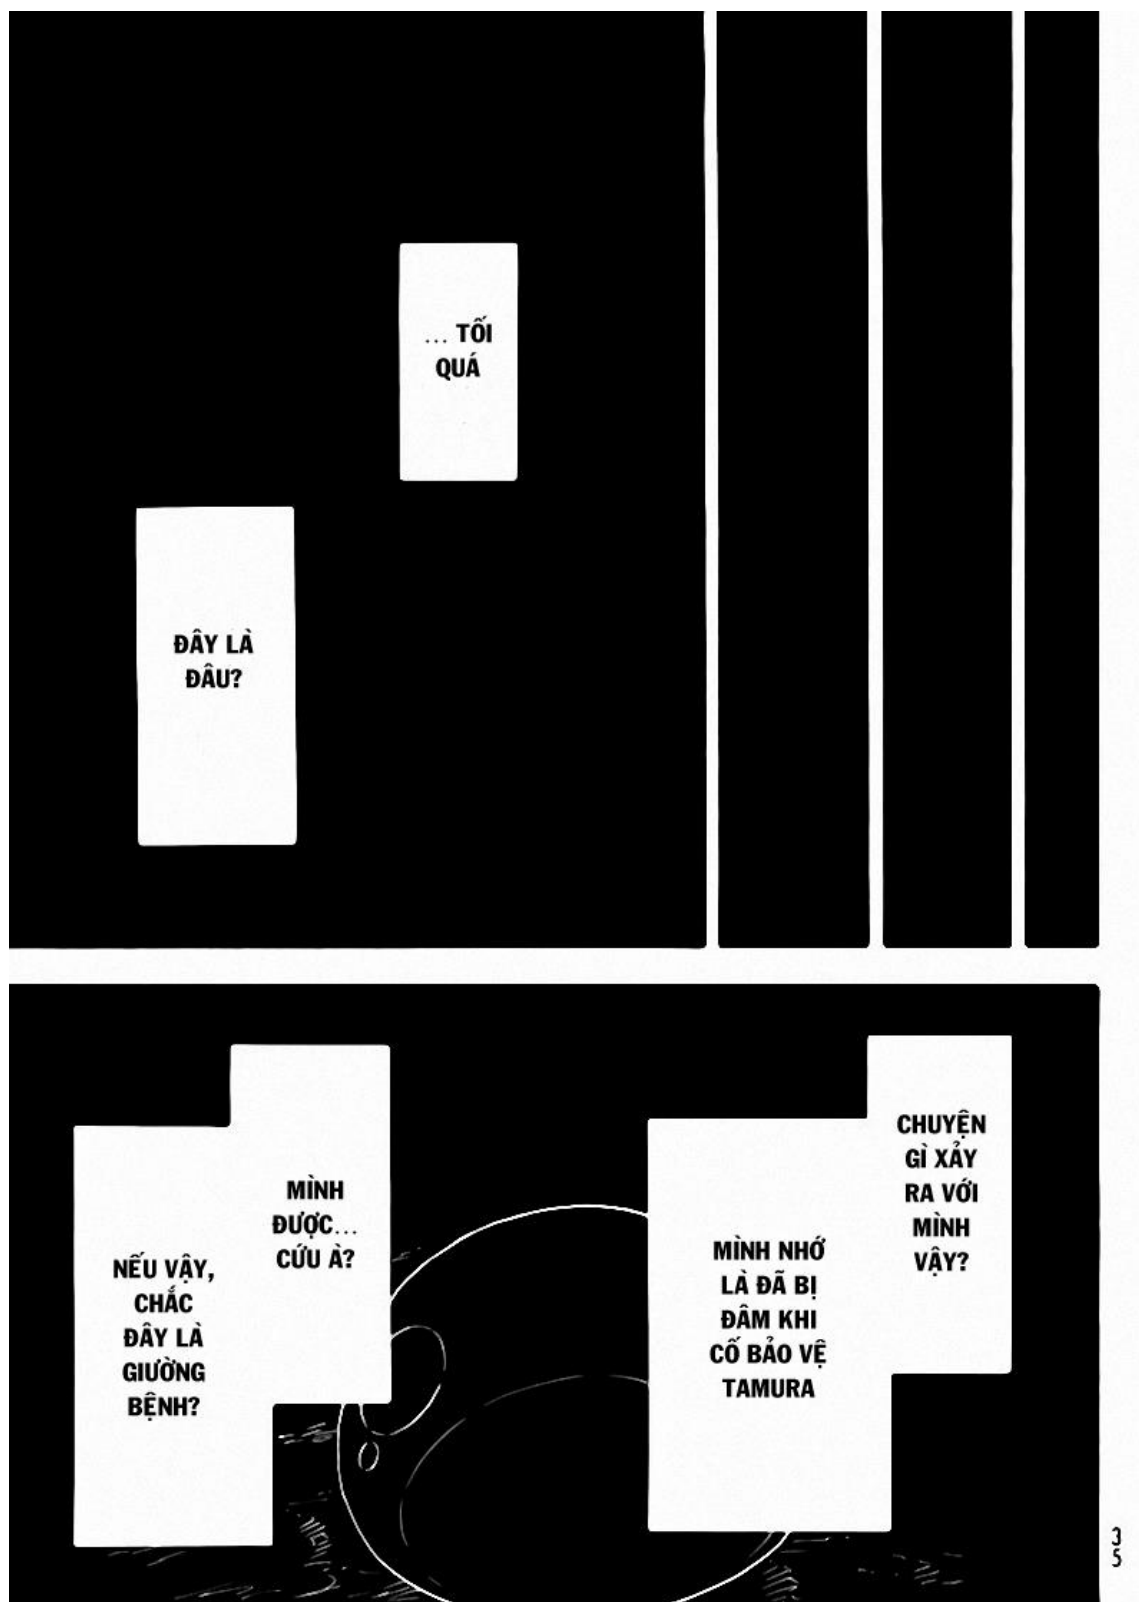 ... TỐI
QUÁ
ĐÂY LÀ
ĐÂU?
CHUYỆN
GÌ XẢY
RA VỚI
MÌNH
VẬY?
MÌNH NHỚ
LÀ ĐÃ BỊ
ĐÂM KHI
CỐ BẢO VỆ
TAMURA
MÌNH
ĐƯỢC...
CỨU À?
NẾU VẬY,
CHẮC
ĐÂY LÀ
GIƯỜNG
BỆNH?
35